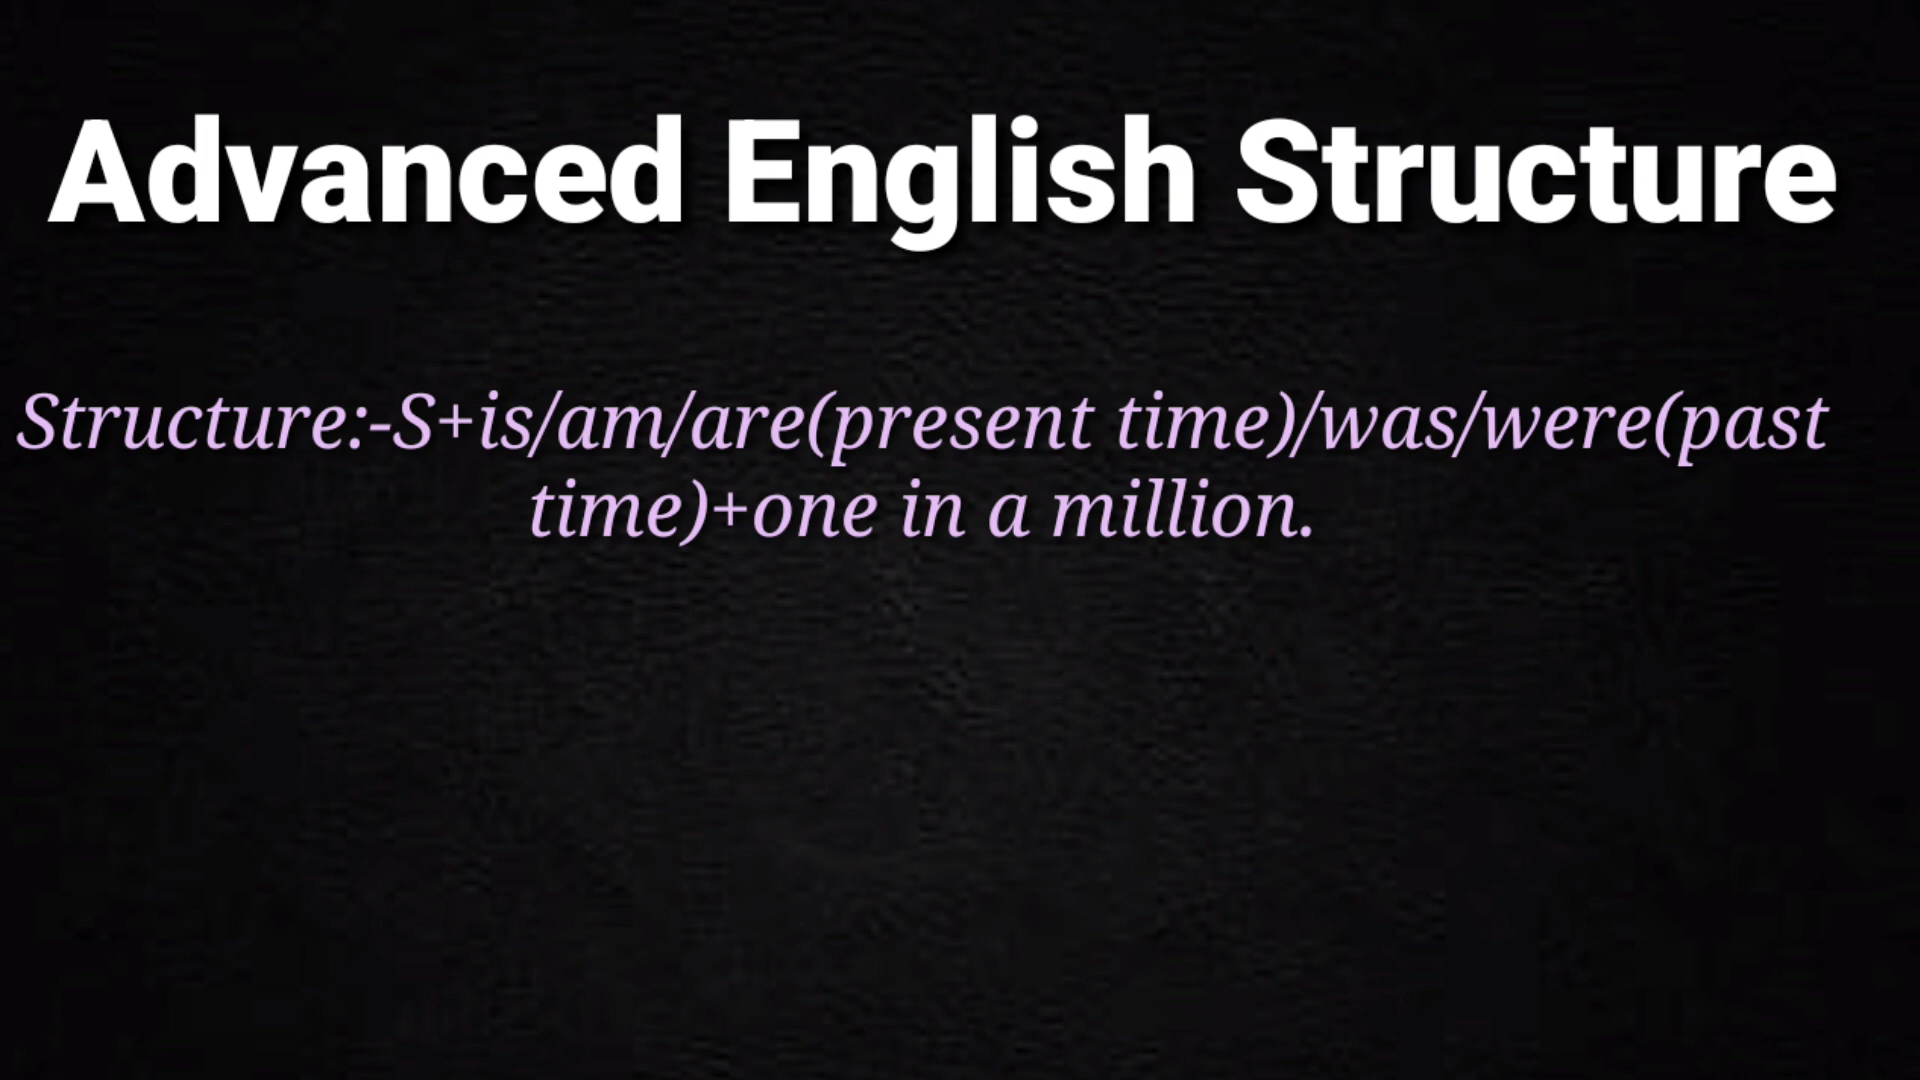 Advanced English Structure
Structure:-S+is/am/are(present time)/was/were(past
time)+one in a million.